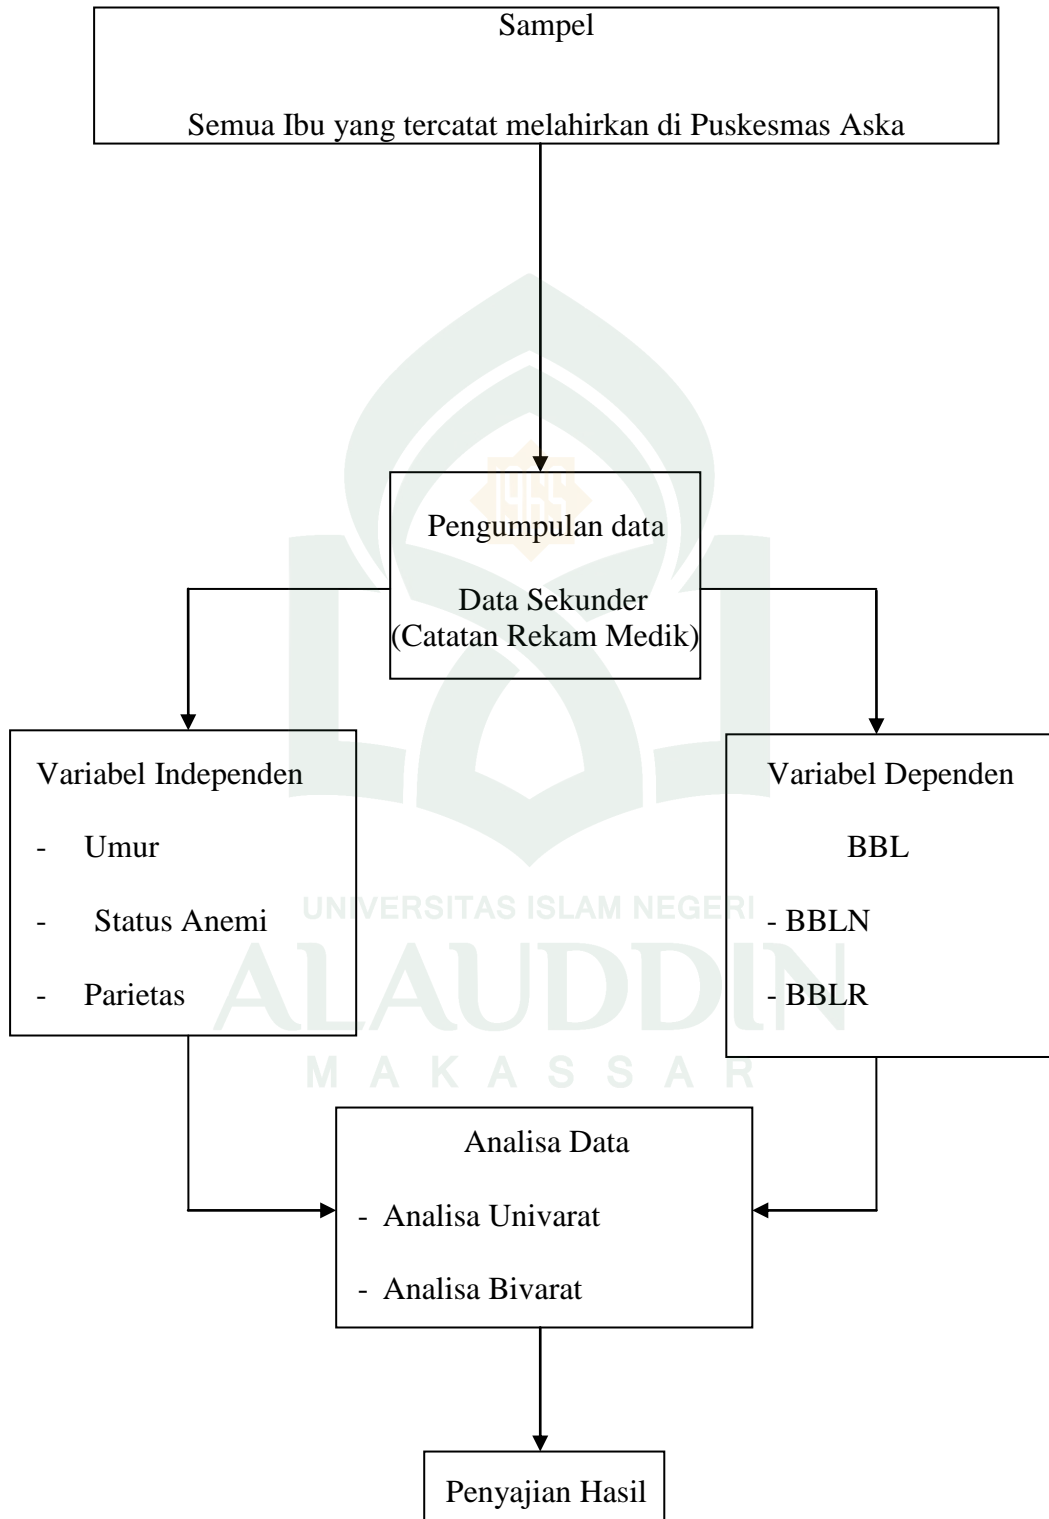 Sampel
Semua Ibu yang tercatat melahirkan di Puskesmas Aska
1965
Pengumpulan data
Data Sekunder
(Catatan Rekam Medik)
Variabel Independen
- Umur
- Status Anemi
- Parietas
Variabel Dependen
BBL
- BBLN
- BBLR
UNIVERSITAS ISLAM NEGERI
ALAUDDIN
MAKASSAR
Analisa Data
- Analisa Univarat
- Analisa Bivarat
Penyajian Hasil